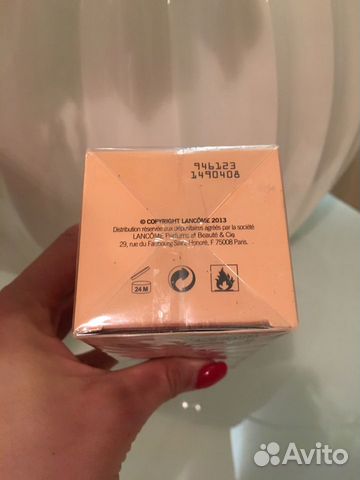 946123
1490408
© COPYRIGHT LANCÔME 2013
Distribution réservée aux dépositaires agréés par la société
LANCÔME Parfums et Beauté & Cie
29, rue du Faubourg Saint-Honoré, F 75008 Paris.
24 M
Avito